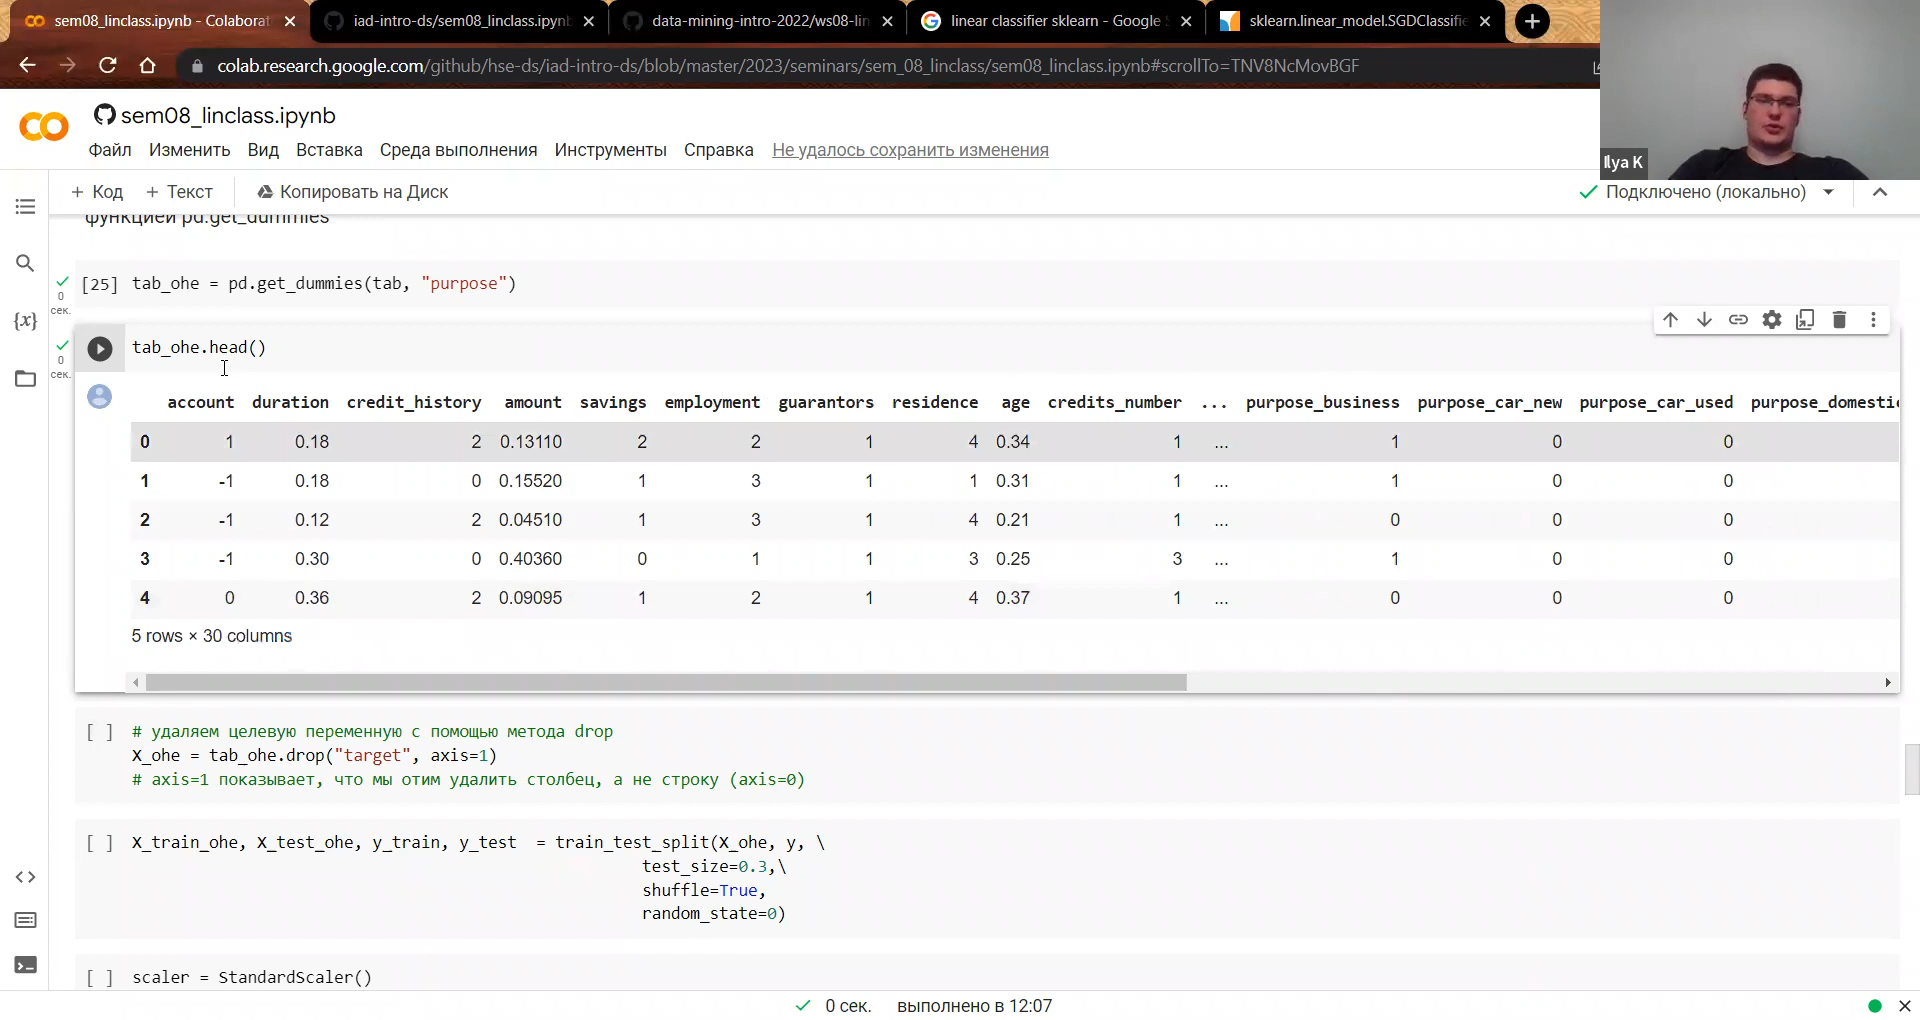 sem08_linclass.ipynb - Colaborat
iad-intro-ds/sem08_linclass.ipynb
data-mining-intro-2022/ws08-lin
linear classifier sklearn - Google S
sklearn.linear_model.SGDClassifie
colab.research.google.com/github/hse-ds/iad-intro-ds/blob/master/2023/seminars/sem_08_linclass/sem08_linclass.ipynb#scrollTo=TNV8NcMovBGF
sem08_linclass.ipynb
Файл Изменить Вид Вставка Среда выполнения Инструменты Справка Не удалось сохранить изменения
Ilya K
+ Код + Текст Копировать на Диск
Подключено (локально)
функцией pd.get_dummies
[25] tab_ohe = pd.get_dummies(tab, "purpose")
0
сек.
tab_ohe.head()
0
сек.
account duration credit_history amount savings employment guarantors residence age credits_number ... purpose_business purpose_car_new purpose_car_used purpose_domesti
0 1 0.18 2 0.13110 2 2 1 4 0.34 1 ... 1 0 0
1 -1 0.18 0 0.15520 1 3 1 1 0.31 1 ... 1 0 0
2 -1 0.12 2 0.04510 1 3 1 4 0.21 1 ... 0 0 0
3 -1 0.30 0 0.40360 0 1 1 3 0.25 3 ... 1 0 0
4 0 0.36 2 0.09095 1 2 1 4 0.37 1 ... 0 0 0
5 rows × 30 columns
[ ] # удаляем целевую переменную с помощью метода drop
X_ohe = tab_ohe.drop("target", axis=1)
# axis=1 показывает, что мы отим удалить столбец, а не строку (axis=0)
[ ] X_train_ohe, X_test_ohe, y_train, y_test = train_test_split(X_ohe, y, \
test_size=0.3,\
shuffle=True,
random_state=0)
[ ] scaler = StandardScaler()
0 сек. выполнено в 12:07